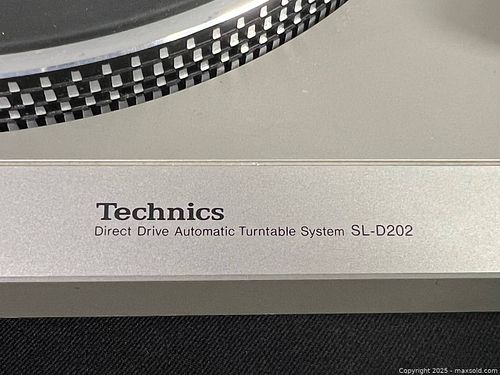 Technics
Direct Drive Automatic Turntable System SL-D202
Copyright 2025 - maxsold.com